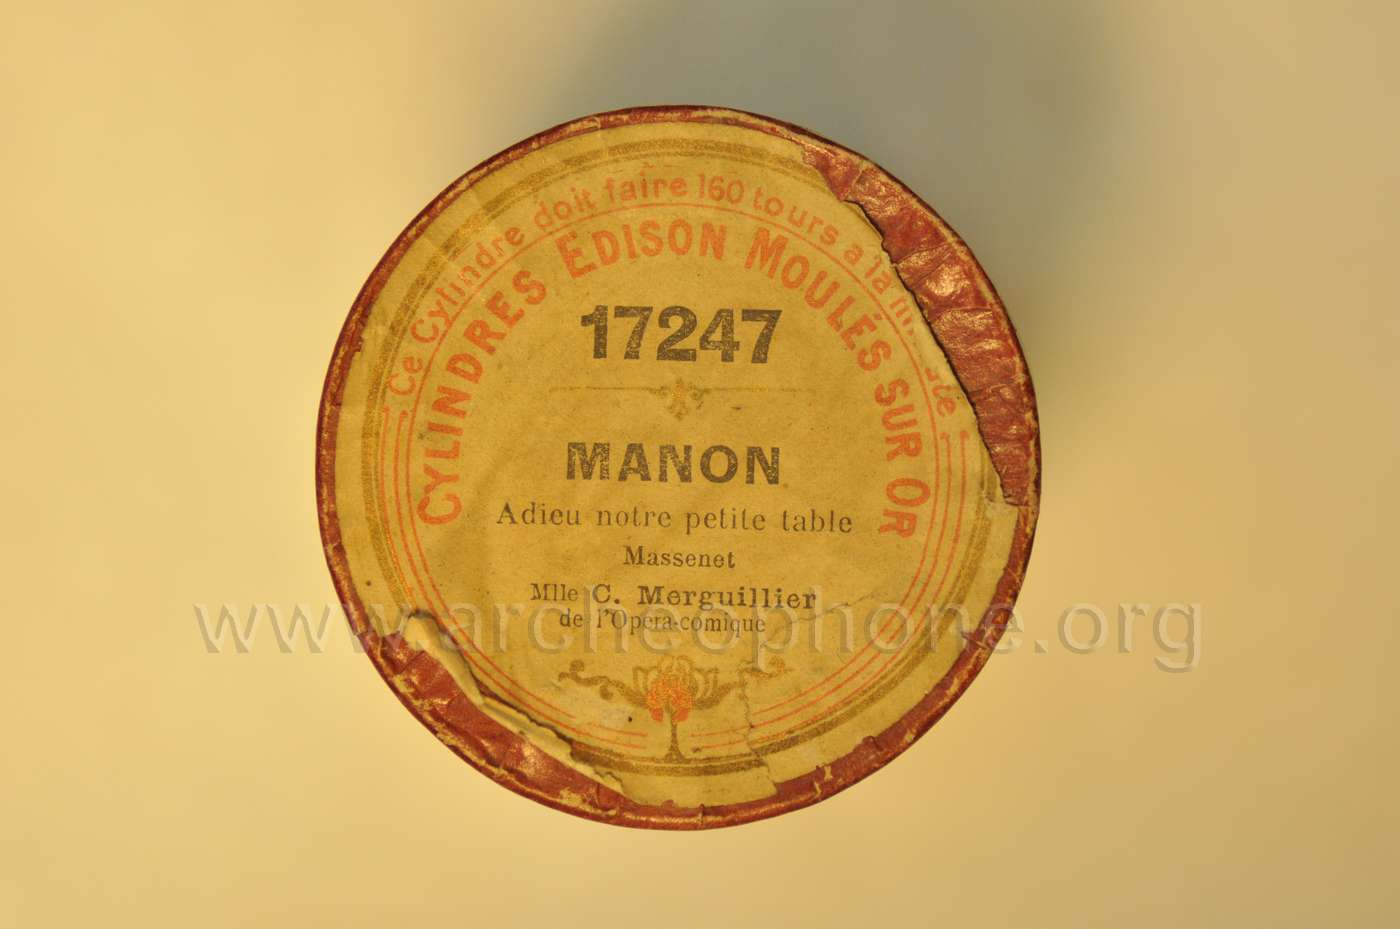 Ce Cylindre doit faire 160 tours a la
CYLINDRES EDISON MOULÉS SUR OR
17247
MANON
Adieu notre petite table
Massenet
Mlle C. Merguillier
de l'Opéra-comique
www.archeophone.org